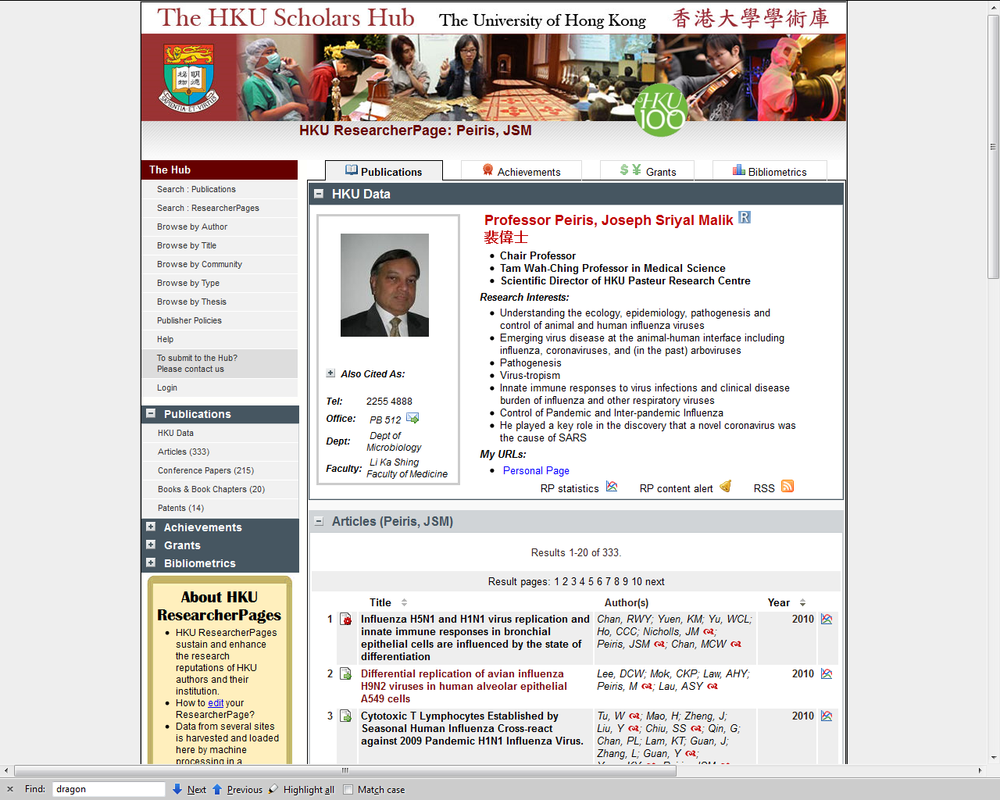 The HKU Scholars Hub The University of Hong Kong 香港大學學術庫
HKU 100
SAPIENTIA·ET·VIRTUS
HKU ResearcherPage: Peiris, JSM
The Hub
Search : Publications
Search : ResearcherPages
Browse by Author
Browse by Title
Browse by Community
Browse by Type
Browse by Thesis
Publisher Policies
Help
To submit to the Hub?
Please contact us
Login
Publications
HKU Data
Articles (333)
Conference Papers (215)
Books & Book Chapters (20)
Patents (14)
Achievements
Grants
Bibliometrics
About HKU
ResearcherPages
HKU ResearcherPages
sustain and enhance
the research
reputations of HKU
authors and their
institution.
How to edit your
ResearcherPage?
Data from several sites
is harvested and loaded
here by machine
processing in a
Publications Achievements Grants Bibliometrics
HKU Data
Professor Peiris, Joseph Sriyal Malik R
裴偉士
Chair Professor
Tam Wah-Ching Professor in Medical Science
Scientific Director of HKU Pasteur Research Centre
Research Interests:
Understanding the ecology, epidemiology, pathogenesis and
control of animal and human influenza viruses
Emerging virus disease at the animal-human interface including
influenza, coronaviruses, and (in the past) arboviruses
Pathogenesis
Virus-tropism
Innate immune responses to virus infections and clinical disease
burden of influenza and other respiratory viruses
Control of Pandemic and Inter-pandemic Influenza
He played a key role in the discovery that a novel coronavirus was
the cause of SARS
My URLs:
Personal Page
RP statistics RP content alert RSS
Also Cited As:
Tel: 2255 4888
Office: PB 512
Dept: Dept of
Microbiology
Faculty: Li Ka Shing
Faculty of Medicine
Articles (Peiris, JSM)
Results 1-20 of 333.
Result pages: 1 2 3 4 5 6 7 8 9 10 next
Title Author(s) Year
1 Influenza H5N1 and H1N1 virus replication and Chan, RWY; Yuen, KM; Yu, WCL; 2010
innate immune responses in bronchial Ho, CCC; Nicholls, JM;
epithelial cells are influenced by the state of Peiris, JSM; Chan, MCW
differentiation
2 Differential replication of avian influenza Lee, DCW; Mok, CKP; Law, AHY; 2010
H9N2 viruses in human alveolar epithelial Peiris, M; Lau, ASY
A549 cells
3 Cytotoxic T Lymphocytes Established by Tu, W; Mao, H; Zheng, J; 2010
Seasonal Human Influenza Cross-react Liu, Y; Chiu, SS; Qin, G;
against 2009 Pandemic H1N1 Influenza Virus. Chan, PL; Lam, KT; Guan, J;
Zhang, L; Guan, Y;
Find: dragon Next Previous Highlight all Match case